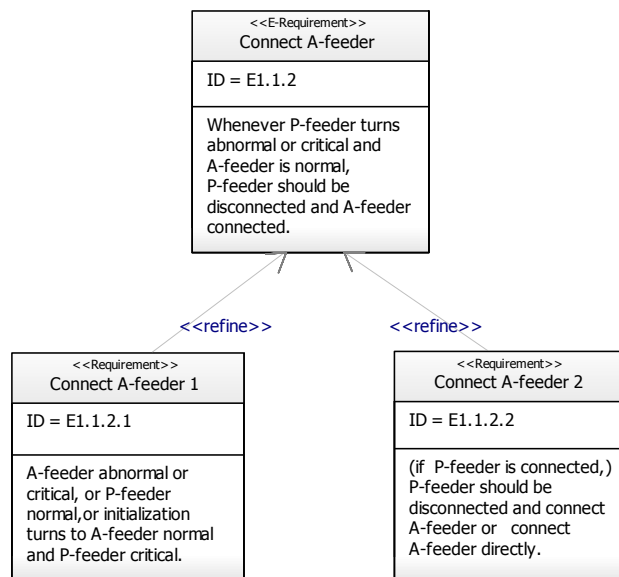 <<E-Requirement>>
Connect A-feeder
ID = E1.1.2
Whenever P-feeder turns
abnormal or critical and
A-feeder is normal,
P-feeder should be
disconnected and A-feeder
connected.
<<refine>>
<<refine>>
<<Requirement>>
Connect A-feeder 1
ID = E1.1.2.1
A-feeder abnormal or
critical, or P-feeder
normal,or initialization
turns to A-feeder normal
and P-feeder critical.
<<Requirement>>
Connect A-feeder 2
ID = E1.1.2.2
(if P-feeder is connected,)
P-feeder should be
disconnected and connect
A-feeder or connect
A-feeder directly.